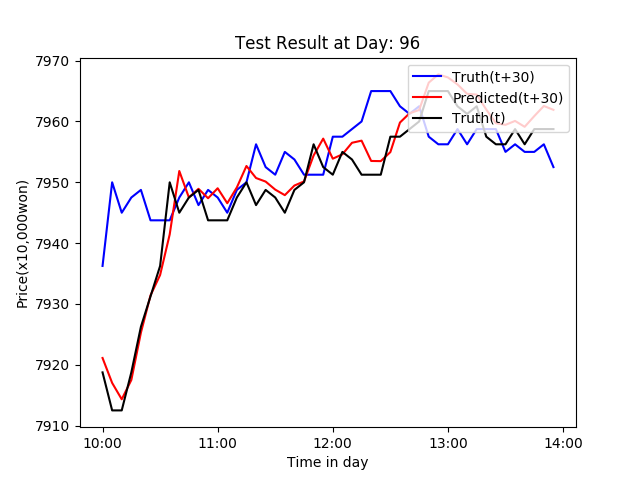 Test Result at Day: 96
7970
7960
7950
7940
7930
7920
7910
Price(x10,000won)
Truth(t+30)
Predicted(t+30)
Truth(t)
10:00 11:00 12:00 13:00 14:00
Time in day